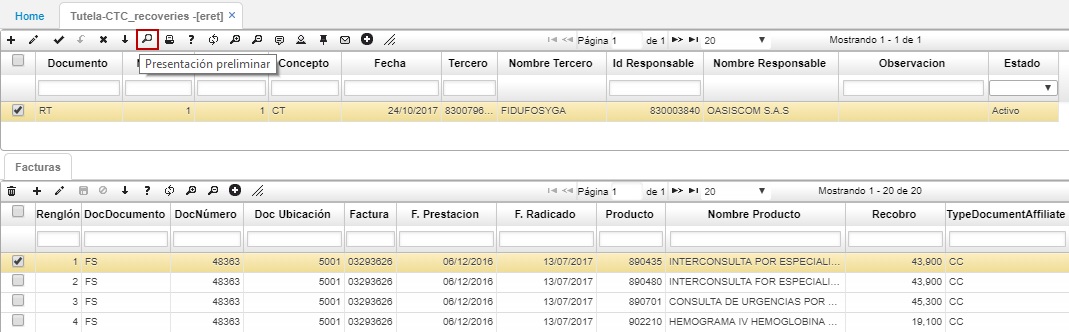 Home Tutela-CTC_recoveries -[eret] ×
Página 1 de 1 20 Mostrando 1 - 1 de 1
Presentación preliminar
Documento Concepto Fecha Tercero Nombre Tercero Id Responsable Nombre Responsable Observacion Estado
RT 1 1 CT 24/10/2017 8300796... FIDUFOSYGA 830003840 OASISCOM S.A.S Activo
Facturas
Página 1 de 1 20 Mostrando 1 - 20 de 20
Renglón DocDocumento DocNúmero Doc Ubicación Factura F. Prestacion F. Radicado Producto Nombre Producto Recobro TypeDocumentAffiliate
1 FS 48363 5001 03293626 06/12/2016 13/07/2017 890435 INTERCONSULTA POR ESPECIALI... 43,900 CC
2 FS 48363 5001 03293626 06/12/2016 13/07/2017 890480 INTERCONSULTA FOR ESPECIALI... 43,900 CC
3 FS 48363 5001 03293626 06/12/2016 13/07/2017 890701 CONSULTA DE URGENCIAS POR ... 45,300 CC
4 FS 48363 5001 03293626 06/12/2016 13/07/2017 902210 HEMOGRAMA IV HEMOGLOBINA ... 19,100 CC